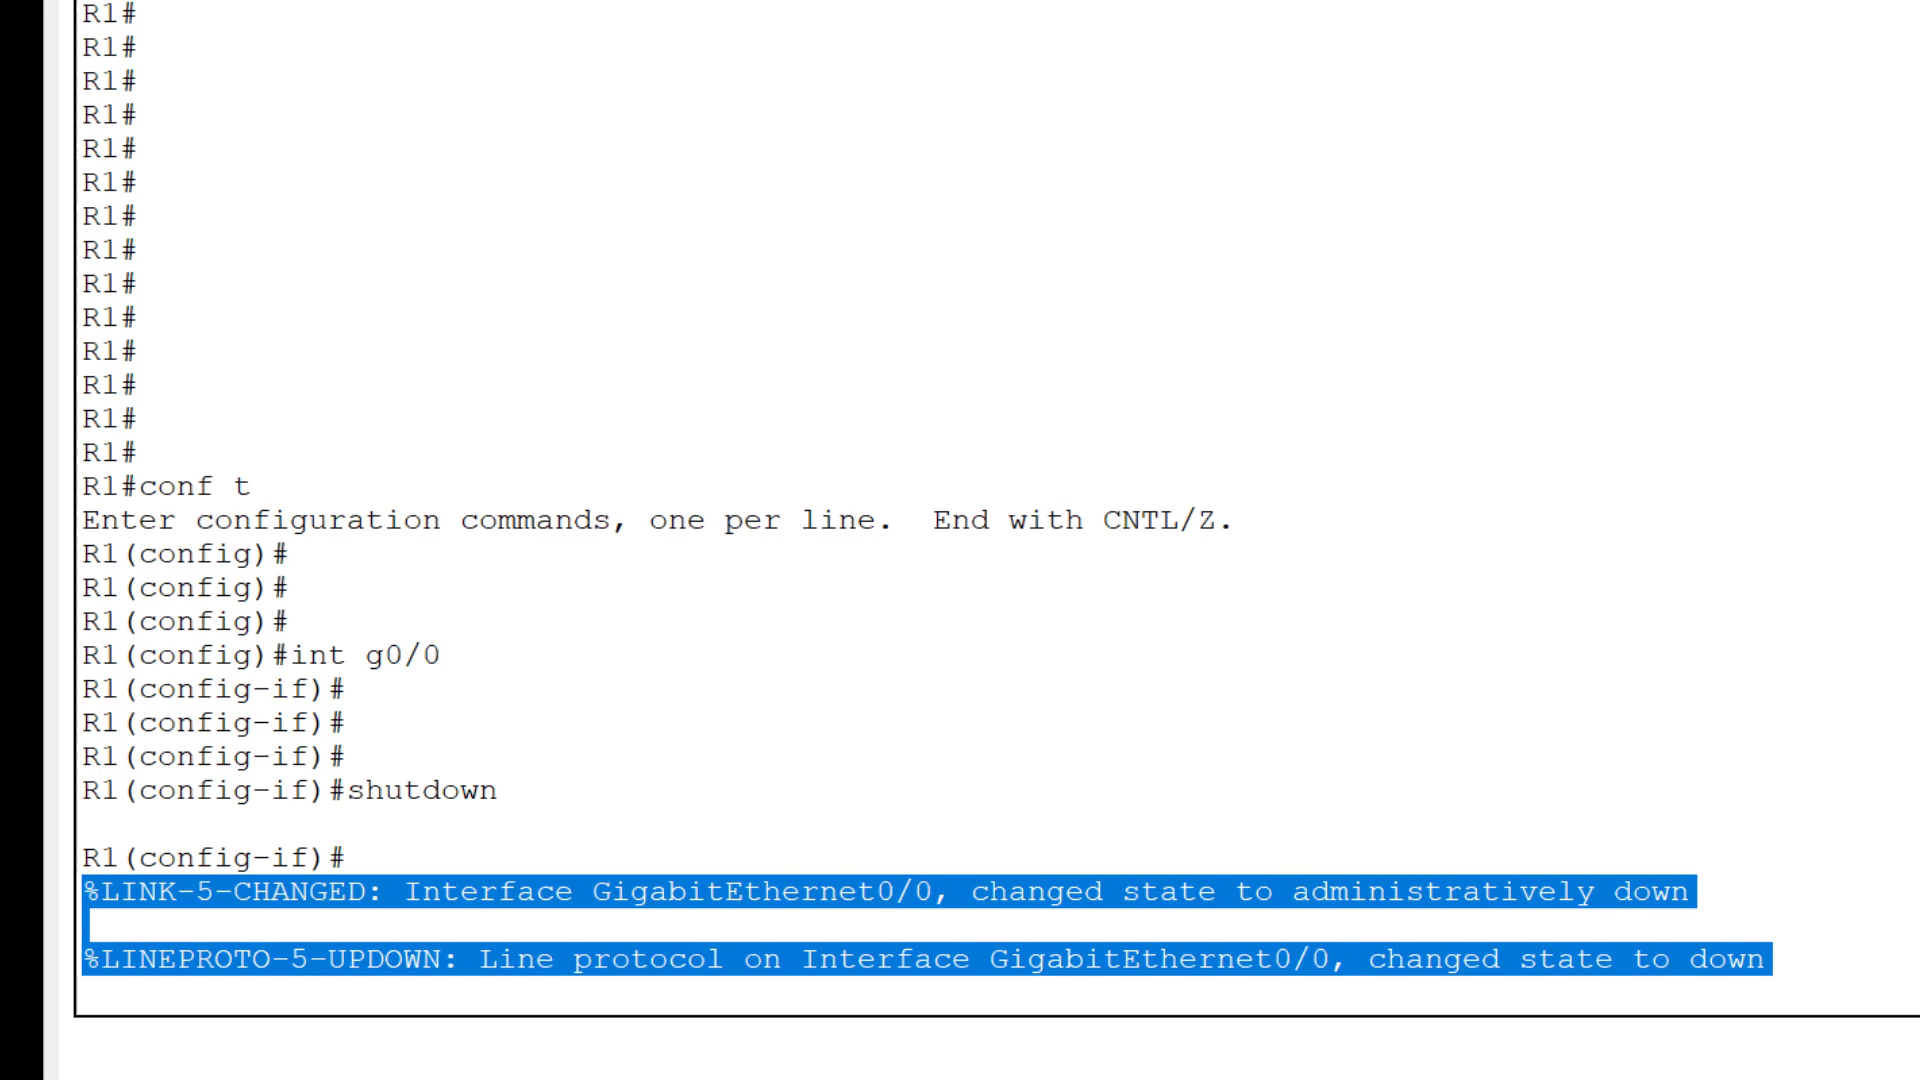 R1#
R1#
R1#
R1#
R1#
R1#
R1#
R1#
R1#
R1#
R1#
R1#
R1#
R1#
R1#conf t
Enter configuration commands, one per line.  End with CNTL/Z.
R1(config)#
R1(config)#
R1(config)#
R1(config)#int g0/0
R1(config-if)#
R1(config-if)#
R1(config-if)#
R1(config-if)#shutdown
R1(config-if)#
%LINK-5-CHANGED: Interface GigabitEthernet0/0, changed state to administratively down
%LINEPROTO-5-UPDOWN: Line protocol on Interface GigabitEthernet0/0, changed state to down